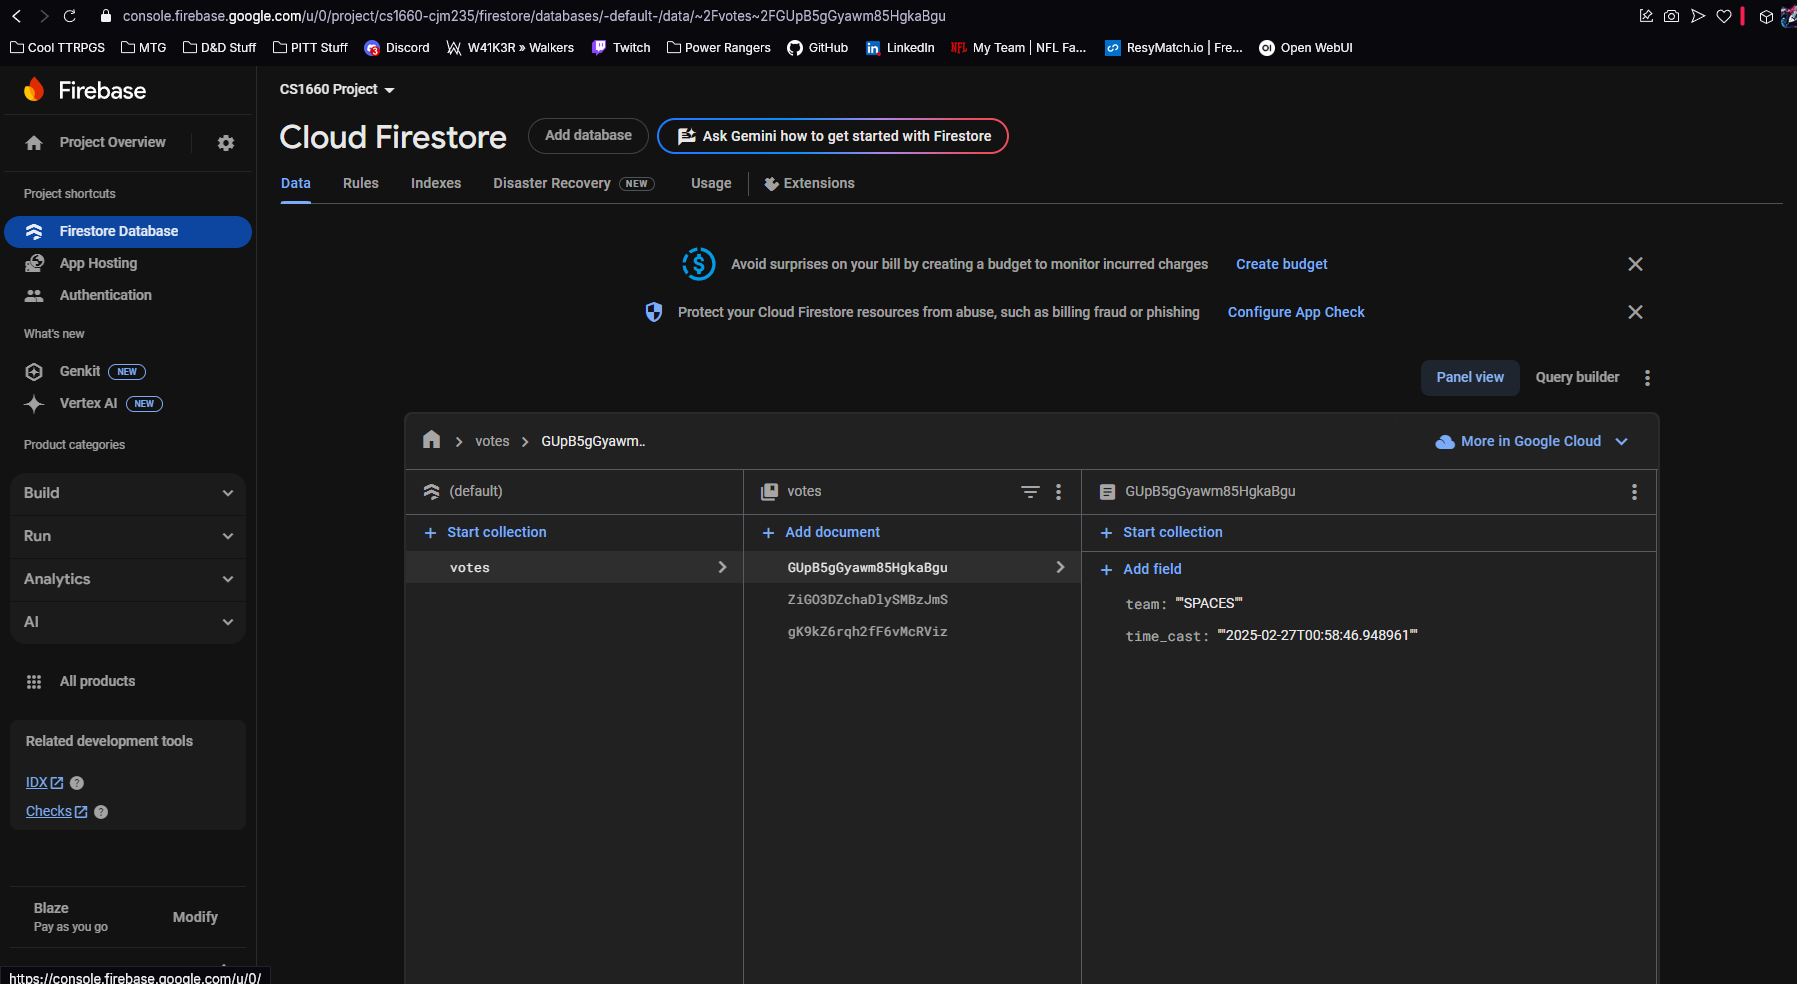 console.firebase.google.com/u/0/project/cs1660-cjm235/firestore/databases/-default-/data/~2Fvotes~2FGUpB5gGyawm85HgkaBgu
Cool TTRPGS MTG D&D Stuff PITT Stuff Discord W41K3R » Walkers Twitch Power Rangers GitHub LinkedIn My Team | NFL Fa... ResyMatch.io | Fre... Open WebUI
Firebase
Project Overview
Project shortcuts
Firestore Database
App Hosting
Authentication
What's new
Genkit NEW
Vertex AI NEW
Product categories
Build
Run
Analytics
AI
All products
Related development tools
IDX
Checks
Blaze
Pay as you go
Modify
https://console.firebase.google.com/u/0/
CS1660 Project
Cloud Firestore
Add database
Ask Gemini how to get started with Firestore
Data Rules Indexes Disaster Recovery NEW Usage Extensions
Avoid surprises on your bill by creating a budget to monitor incurred charges Create budget
Protect your Cloud Firestore resources from abuse, such as billing fraud or phishing Configure App Check
Panel view Query builder
votes GUpB5gGyawm..
More in Google Cloud
(default)
Start collection
votes
votes
Add document
GUpB5gGyawm85HgkaBgu
ZiGO3DZchaDlySMBzJmS
gK9kZ6rqh2fF6vMcRViz
GUpB5gGyawm85HgkaBgu
Start collection
Add field
team: ""SPACES""
time_cast: ""2025-02-27T00:58:46.948961""